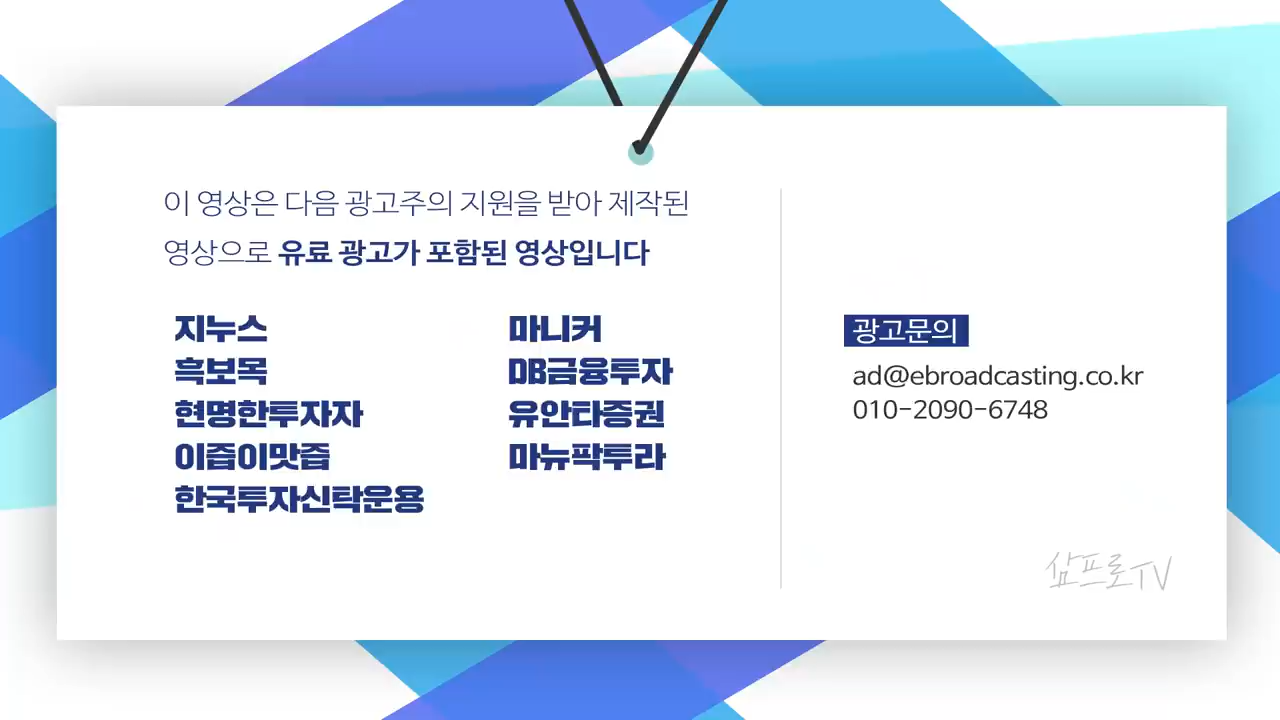 이 영상은 다음 광고주의 지원을 받아 제작된
영상으로 유료 광고가 포함된 영상입니다
지누스
흑보목
현명한투자자
이즙이맛즙
한국투자신탁운용
마니커
DB금융투자
유안타증권
마뉴팍투라
광고문의
ad@ebroadcasting.co.kr
010-2090-6748
삼프로TV